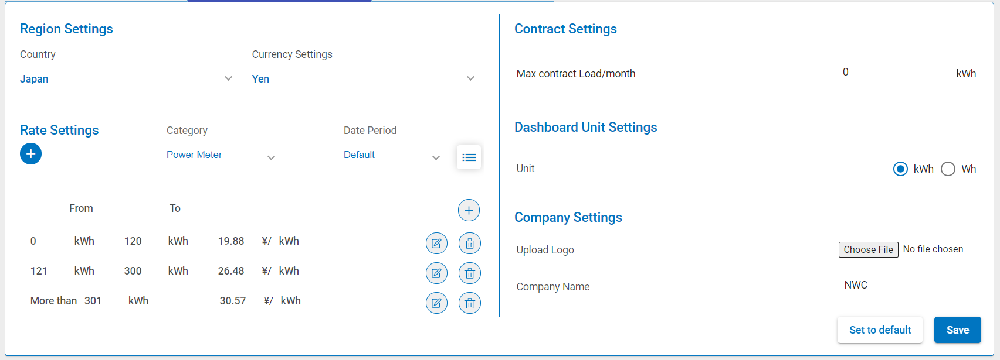 Region Settings
Country
Currency Settings
Japan
Yen
Rate Settings
Category
Date Period
Power Meter
Default
From
To
0 kWh 120 kWh 19.88 ¥/ kWh
121 kWh 300 kWh 26.48 ¥/ kWh
More than 301 kWh 30.57 ¥/ kWh
Contract Settings
Max contract Load/month 0 kWh
Dashboard Unit Settings
Unit kWh Wh
Company Settings
Upload Logo Choose File No file chosen
Company Name NWC
Set to default Save